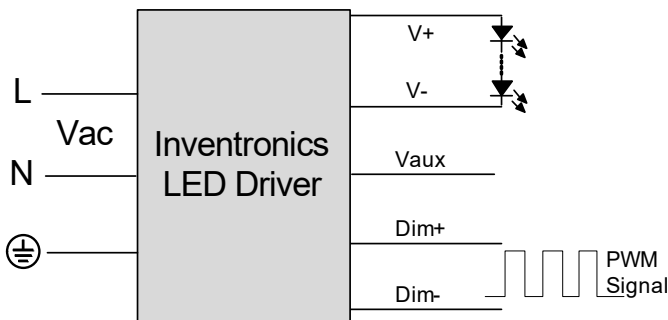 L
Vac
N
Inventronics
LED Driver
V+
V-
Vaux
Dim+
Dim-
PWM
Signal